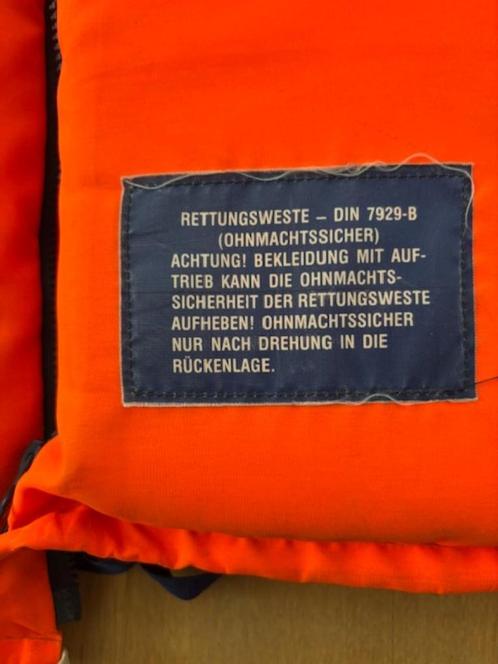 RETTUNGSWESTE – DIN 7929-B
(OHNMACHTSSICHER)
ACHTUNG! BEKLEIDUNG MIT AUF-
TRIEB KANN DIE OHNMACHTS-
SICHERHEIT DER RETTUNGSWESTE
AUFHEBEN! OHNMACHTSSICHER
NUR NACH DREHUNG IN DIE
RÜCKENLAGE.